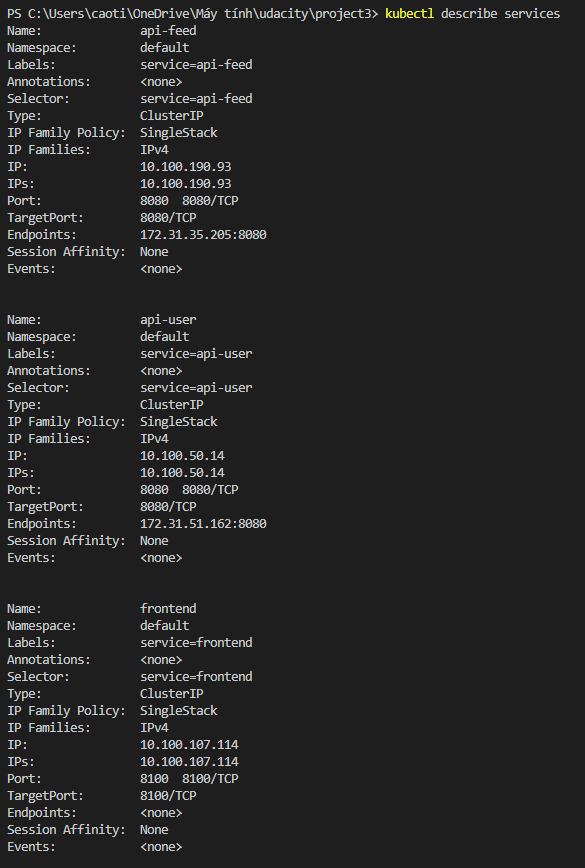 PS C:\Users\caoti\OneDrive\Máy tính\udacity\project3> kubectl describe services
Name:              api-feed
Namespace:         default
Labels:            service=api-feed
Annotations:       <none>
Selector:          service=api-feed
Type:              ClusterIP
IP Family Policy:  SingleStack
IP Families:       IPv4
IP:                10.100.190.93
IPs:               10.100.190.93
Port:              8080  8080/TCP
TargetPort:        8080/TCP
Endpoints:         172.31.35.205:8080
Session Affinity:  None
Events:            <none>
Name:              api-user
Namespace:         default
Labels:            service=api-user
Annotations:       <none>
Selector:          service=api-user
Type:              ClusterIP
IP Family Policy:  SingleStack
IP Families:       IPv4
IP:                10.100.50.14
IPs:               10.100.50.14
Port:              8080  8080/TCP
TargetPort:        8080/TCP
Endpoints:         172.31.51.162:8080
Session Affinity:  None
Events:            <none>
Name:              frontend
Namespace:         default
Labels:            service=frontend
Annotations:       <none>
Selector:          service=frontend
Type:              ClusterIP
IP Family Policy:  SingleStack
IP Families:       IPv4
IP:                10.100.107.114
IPs:               10.100.107.114
Port:              8100  8100/TCP
TargetPort:        8100/TCP
Endpoints:         <none>
Session Affinity:  None
Events:            <none>